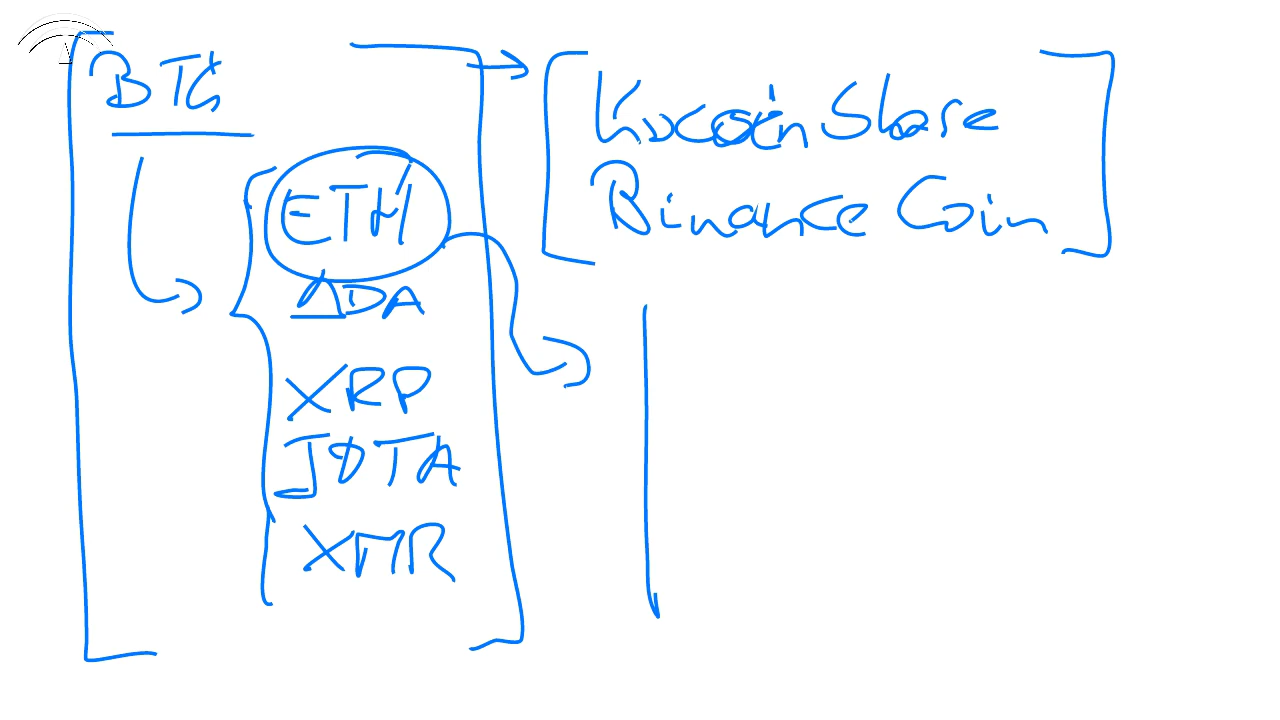 BTC
ETH
ADA
XRP
IOTA
XMR
Kucoin Share
Binance Coin